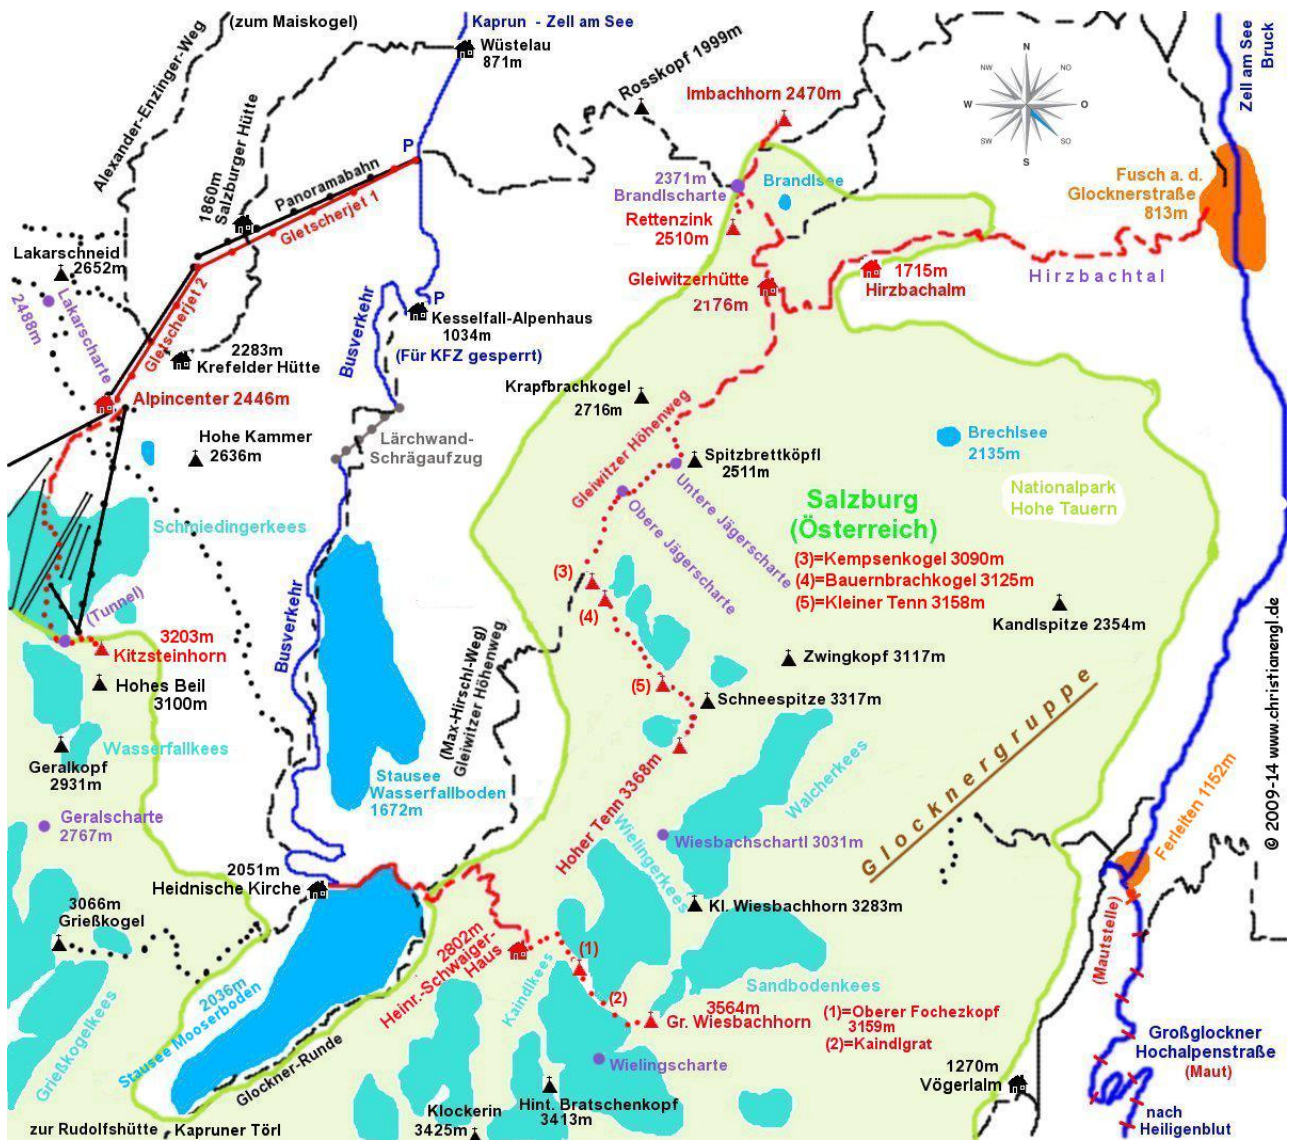 (zum Maiskogel)
Kaprun - Zell am See
Wüstelau
871m
Alexander-Enzinger-Weg
Rosskopf 1999m
Imbachhorn 2470m
Zell am See
Bruck
N
NO
O
SO
S
SW
W
NW
1860m
Salzburger Hütte
Panoramabahn
Gletscherjet 1
P
2371m
Brandlscharte
Brandlsee
Fusch a. d.
Glocknerstraße
813m
Rettenzink
2510m
Lakarschneid
2652m
Lakarscharte
2488m
Gletscherjet 2
Gleiwitzerhütte
2176m
1715m
Hirzbachalm
Hirzbachtal
Busverkehr
P
Kesselfall-Alpenhaus
1034m
(Für KFZ gesperrt)
2283m
Krefelder Hütte
Alpincenter 2446m
Krapfbrachkogel
2716m
Gleiwitzer Höhenweg
Hohe Kammer
2636m
Lärchwand-
Schrägaufzug
Spitzbrettköpfl
2511m
Brechlsee
2135m
Nationalpark
Hohe Tauern
Salzburg
(Österreich)
Untere Jägerscharte
Obere Jägerscharte
Schmiedingerkees
(3)=Kempsenkogel 3090m
(4)=Bauernbrachkogel 3125m
(5)=Kleiner Tenn 3158m
(3)
(4)
(Tunnel)
Busverkehr
Kandlspitze 2354m
3203m
Kitzsteinhorn
Zwingkopf 3117m
Hohes Beil
3100m
(5)
Schneespitze 3317m
(Max-Hirschl-Weg)
Gleiwitzer Höhenweg
Glocknergruppe
© 2009-14 www.christianengl.de
Wasserfallkees
Geralkopf
2931m
Stausee
Wasserfallboden
1672m
Hoher Tenn 3368m
Walcherkees
Wielingerkees
Geralscharte
2767m
Wiesbachschartl 3031m
Ferleiten 1152m
2051m
Heidnische Kirche
3066m
Grießkogel
Kl. Wiesbachhorn 3283m
(Mautstelle)
2802m
Heinr.-Schwaiger-
Haus
(1)
(2)
Kaindlkees
Sandbodenkees
3564m
Gr. Wiesbachhorn
(1)=Oberer Fochezkopf
3159m
(2)=Kaindlgrat
2036m
Stausee Mooserboden
Grießkogelkees
Glockner-Runde
Wielingscharte
Großglockner
Hochalpenstraße
(Maut)
1270m
Vögerlalm
Hint. Bratschenkopf
3413m
Klockerin
3425m
zur Rudolfshütte
Kapruner Törl
nach
Heiligenblut